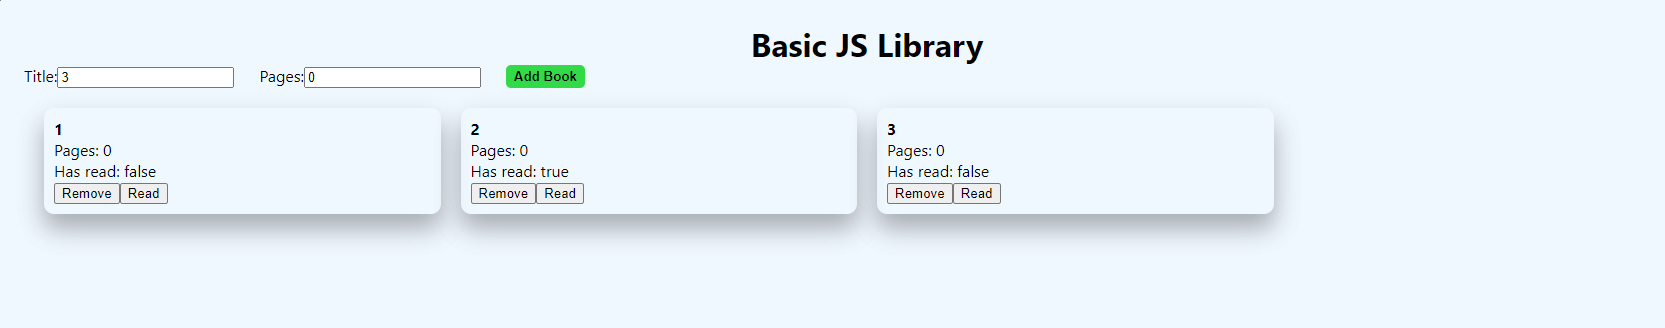 Basic JS Library
Title: 3 Pages: 0 Add Book
1
Pages: 0
Has read: false
Remove Read
2
Pages: 0
Has read: true
Remove Read
3
Pages: 0
Has read: false
Remove Read